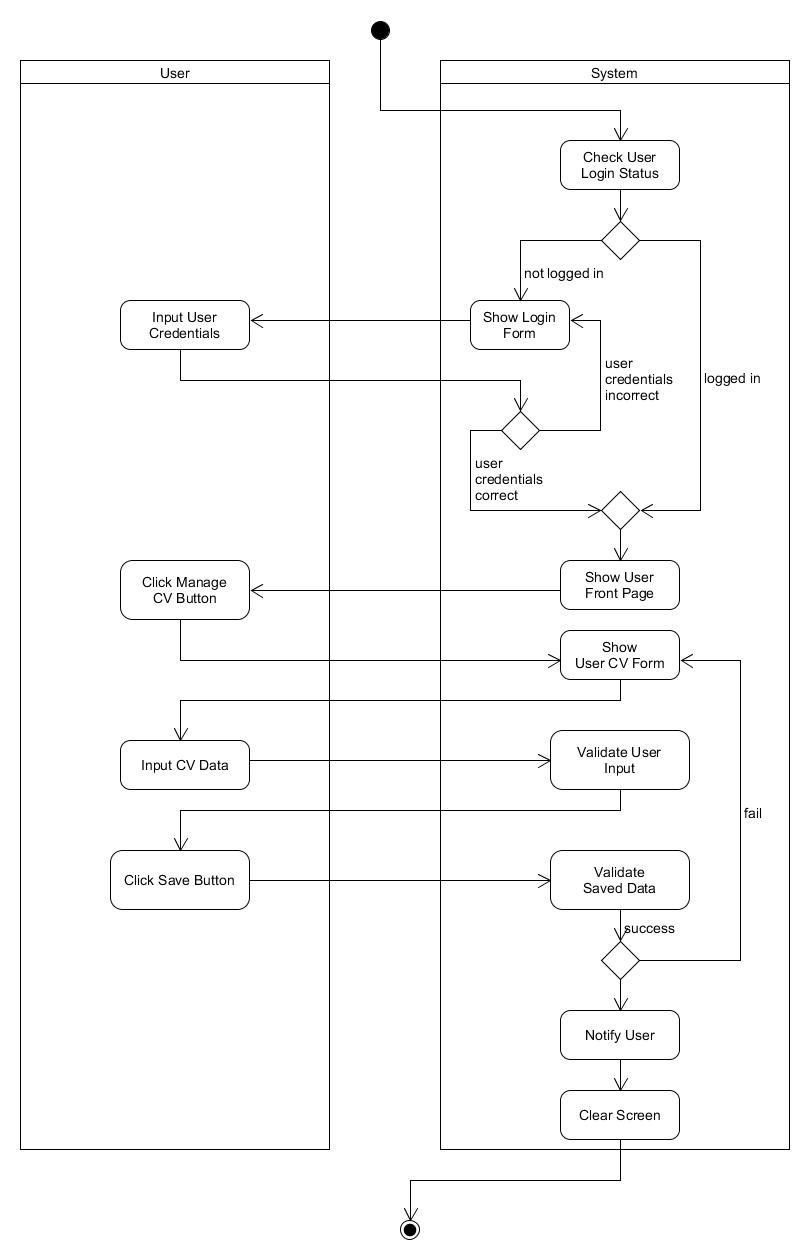 User
System
Check User
Login Status
not logged in
Input User
Credentials
Show Login
Form
user
credentials
incorrect
logged in
user
credentials
correct
Click Manage
CV Button
Show User
Front Page
Show
User CV Form
Input CV Data
Validate User
Input
fail
Click Save Button
Validate
Saved Data
success
Notify User
Clear Screen